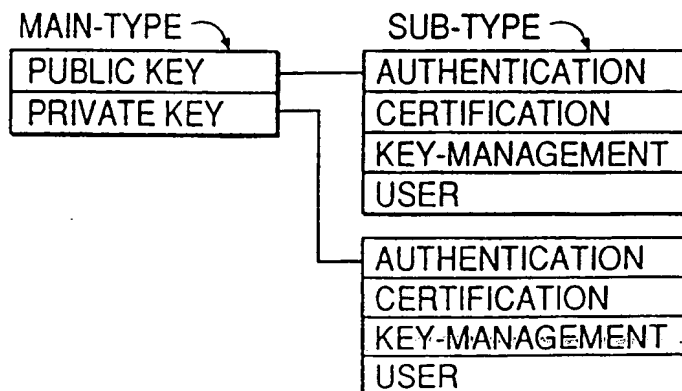 MAIN-TYPE
SUB-TYPE
PUBLIC KEY
PRIVATE KEY
AUTHENTICATION
CERTIFICATION
KEY-MANAGEMENT
USER
AUTHENTICATION
CERTIFICATION
KEY-MANAGEMENT
USER